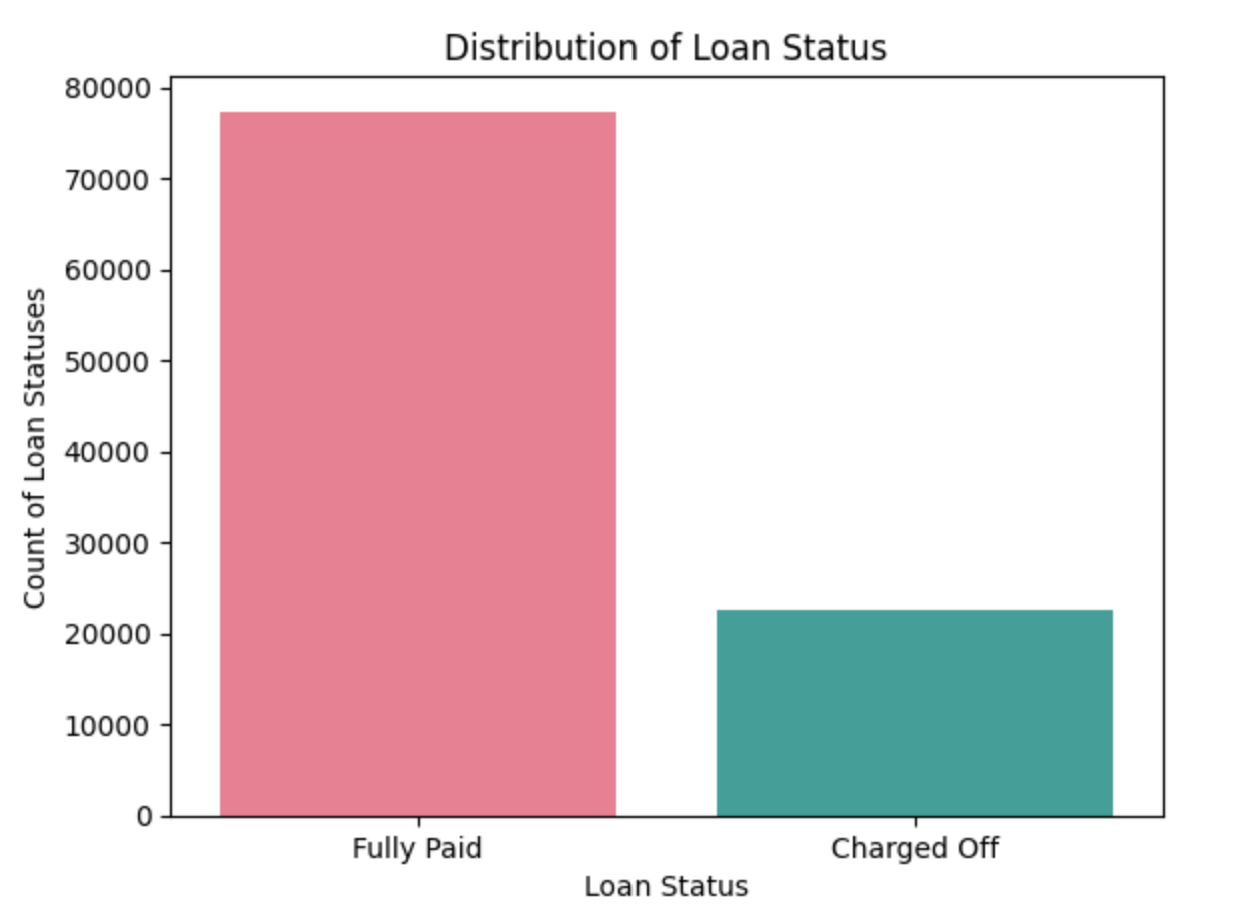 Distribution of Loan Status
80000
70000
60000
50000
40000
30000
20000
10000
0
Count of Loan Statuses
Fully Paid
Charged Off
Loan Status